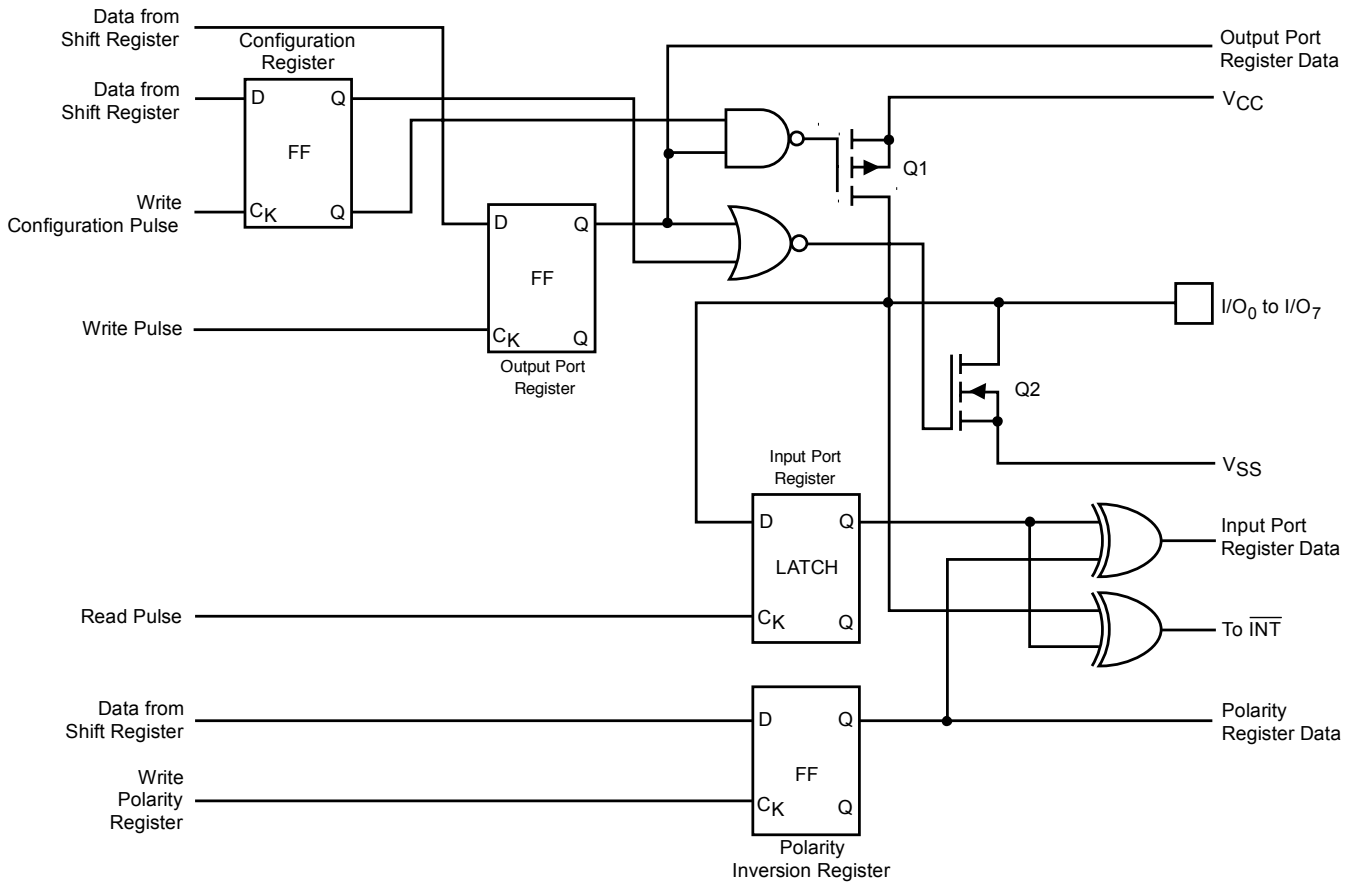 Data from
Shift Register
Configuration
Register
Data from
Shift Register
D
Q
FF
Write
Configuration Pulse
CK
Q
Output Port
Register Data
VCC
Q1
D
Q
FF
Write Pulse
CK
Q
Output Port
Register
I/O0 to I/O7
Q2
VSS
Input Port
Register
D
Q
LATCH
Read Pulse
CK
Q
Input Port
Register Data
To INT
Data from
Shift Register
D
Q
FF
Write
Polarity
Register
CK
Q
Polarity
Inversion Register
Polarity
Register Data